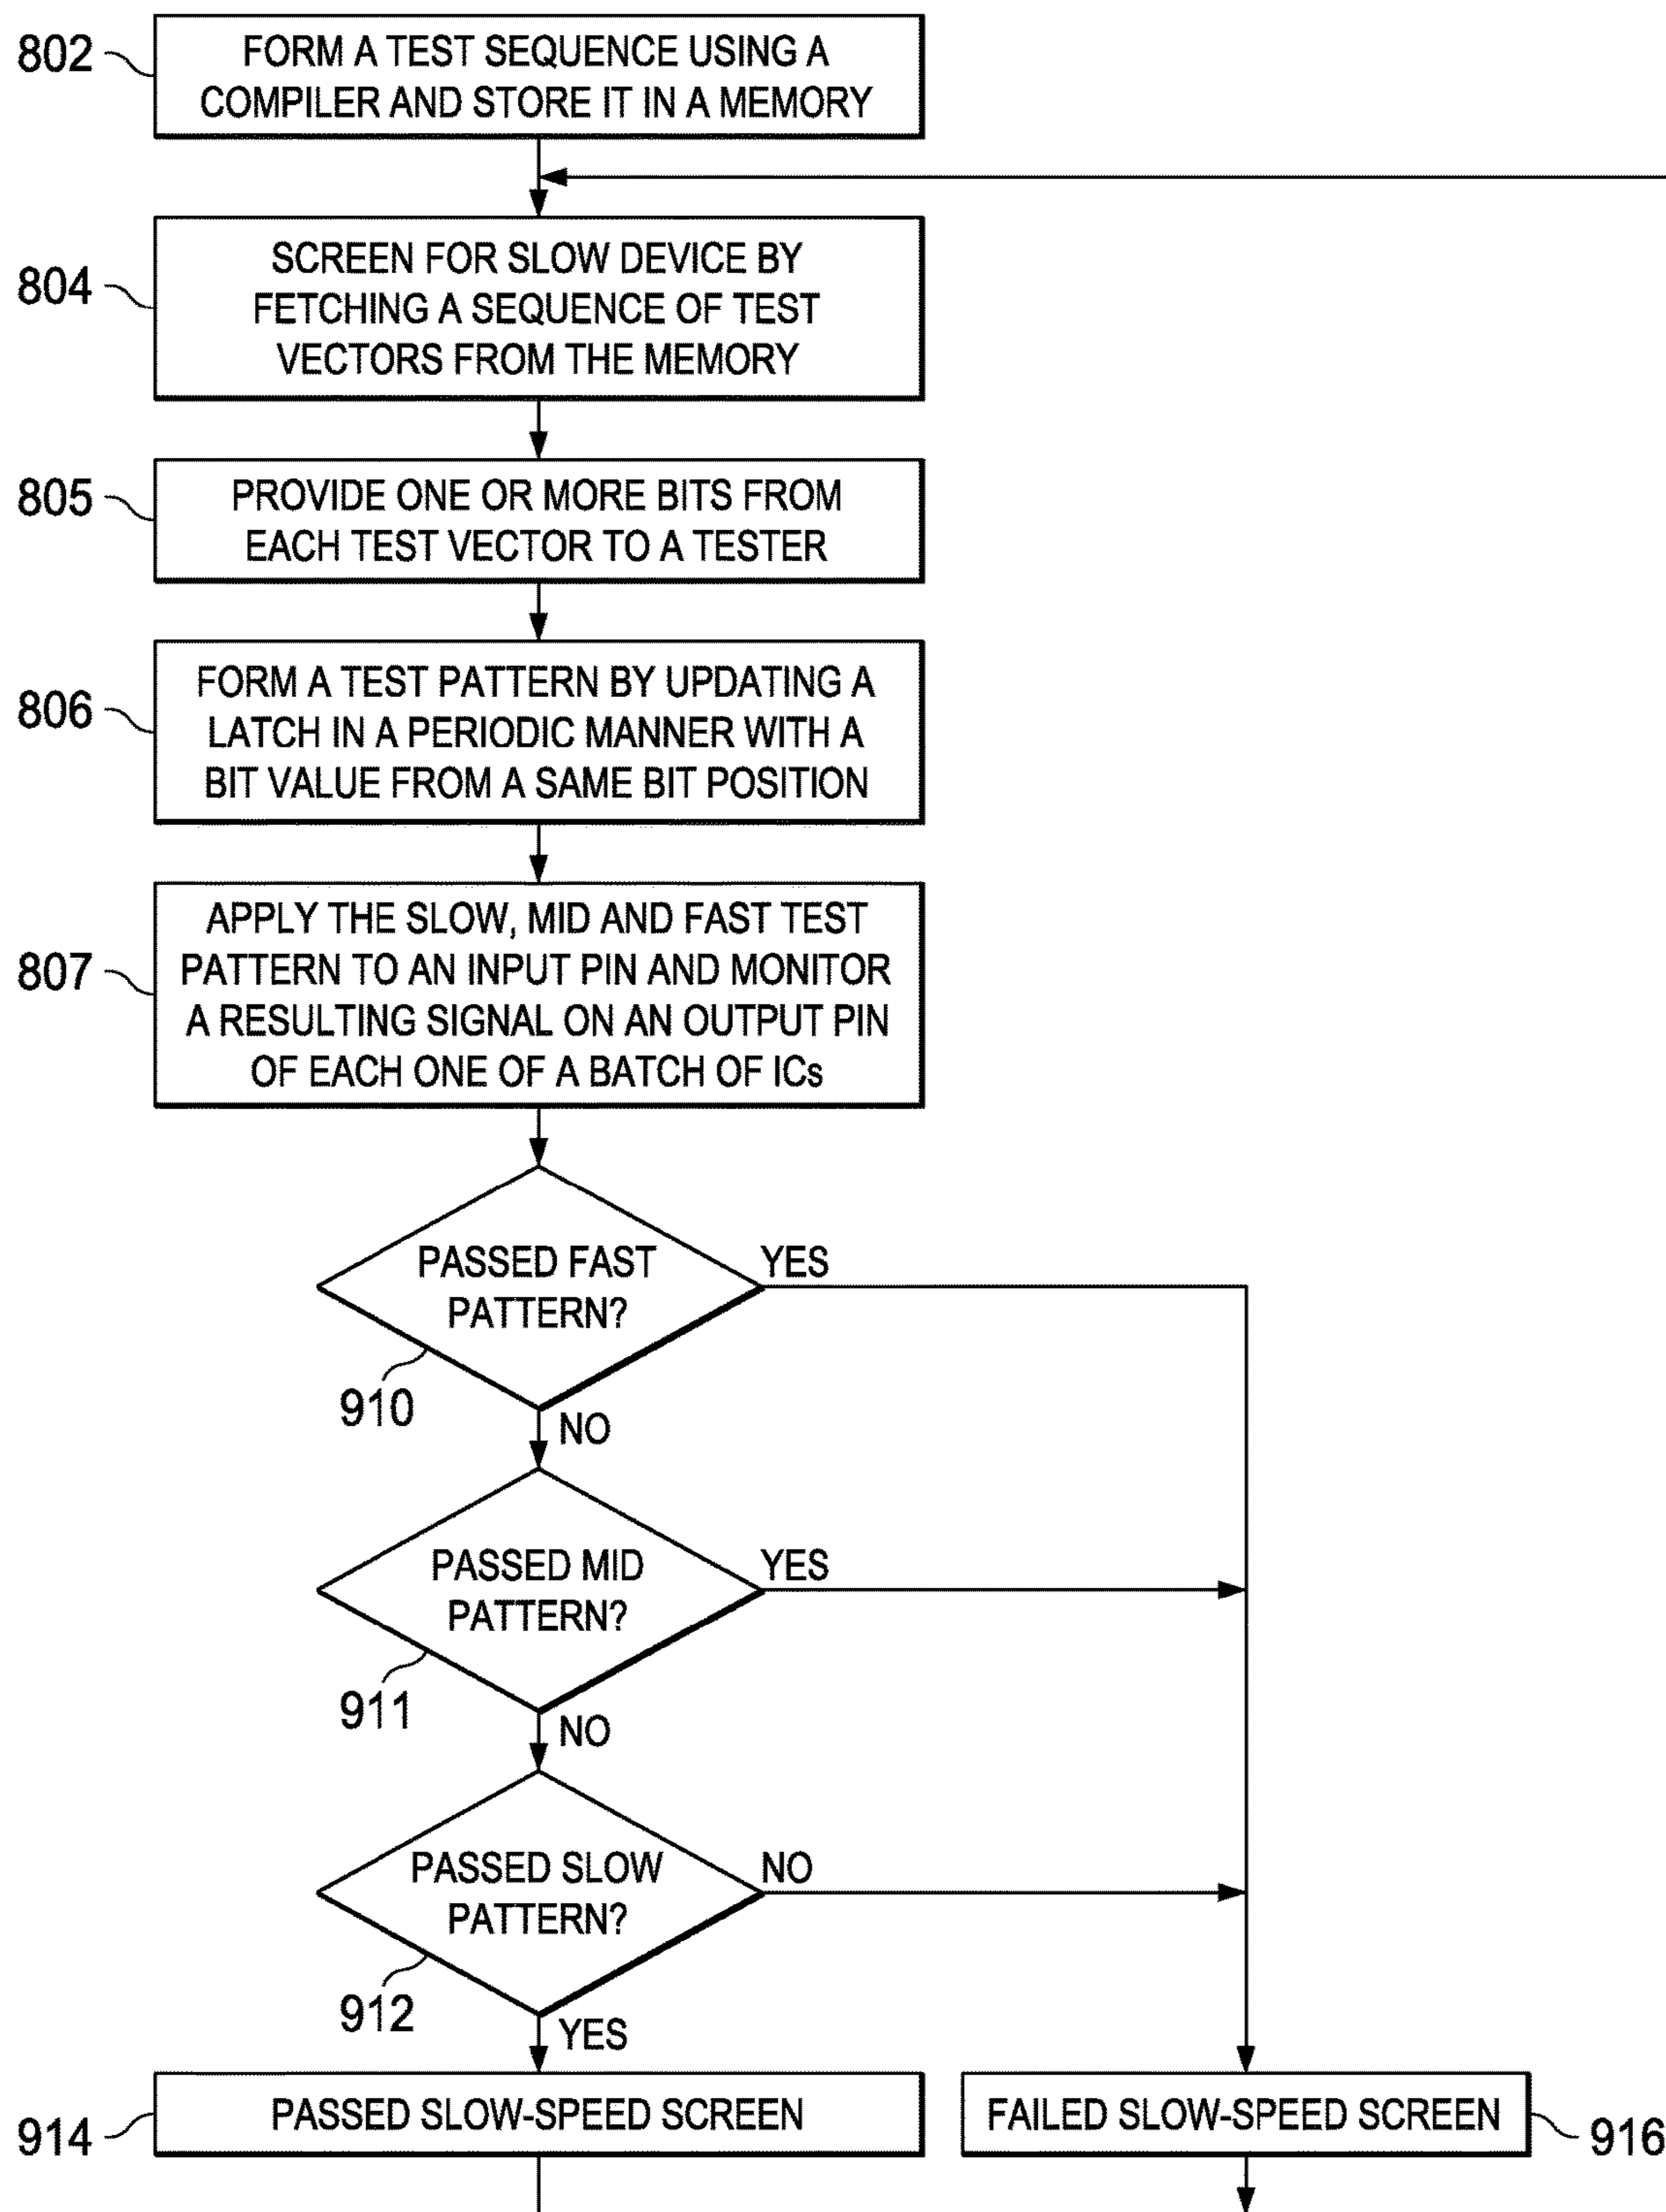 802
FORM A TEST SEQUENCE USING A
COMPILER AND STORE IT IN A MEMORY
804
SCREEN FOR SLOW DEVICE BY
FETCHING A SEQUENCE OF TEST
VECTORS FROM THE MEMORY
805
PROVIDE ONE OR MORE BITS FROM
EACH TEST VECTOR TO A TESTER
806
FORM A TEST PATTERN BY UPDATING A
LATCH IN A PERIODIC MANNER WITH A
BIT VALUE FROM A SAME BIT POSITION
807
APPLY THE SLOW, MID AND FAST TEST
PATTERN TO AN INPUT PIN AND MONITOR
A RESULTING SIGNAL ON AN OUTPUT PIN
OF EACH ONE OF A BATCH OF ICs
PASSED FAST
PATTERN?
YES
910
NO
PASSED MID
PATTERN?
YES
911
NO
PASSED SLOW
PATTERN?
NO
912
YES
914
PASSED SLOW-SPEED SCREEN
FAILED SLOW-SPEED SCREEN
916